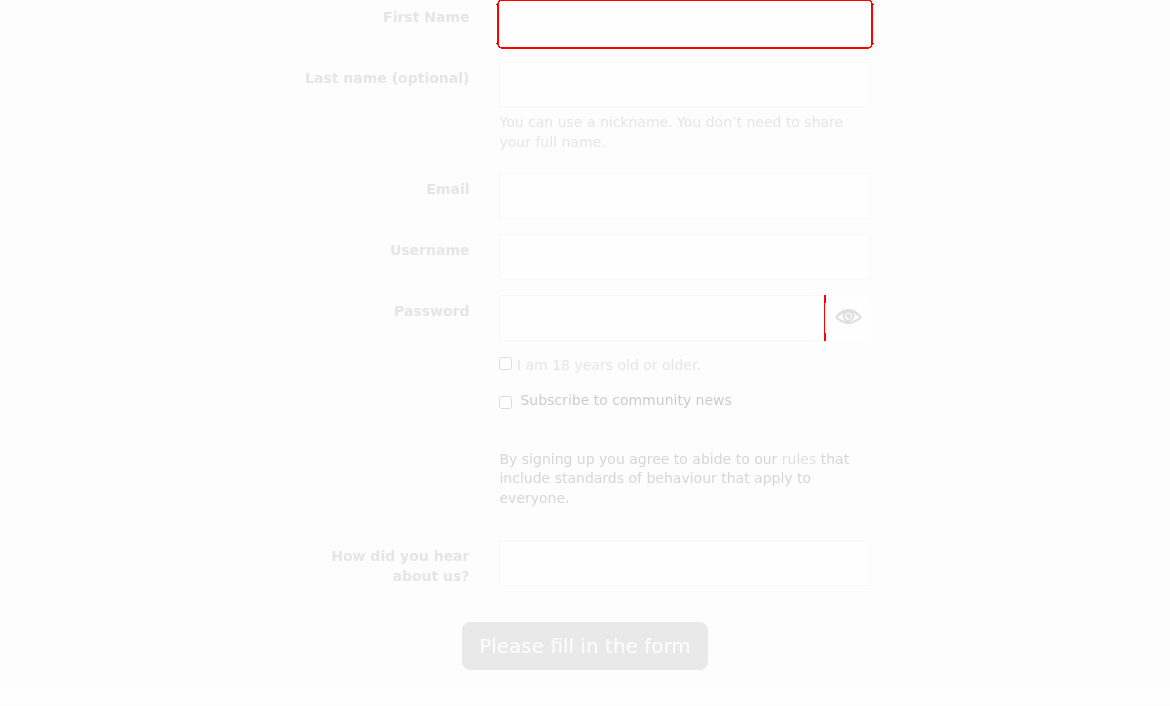 First Name
Last name (optional)
You can use a nickname. You don’t need to share
your full name.
Email
Username
Password
I am 18 years old or older.
Subscribe to community news
By signing up you agree to abide to our rules that
include standards of behaviour that apply to
everyone.
How did you hear
about us?
Please fill in the form